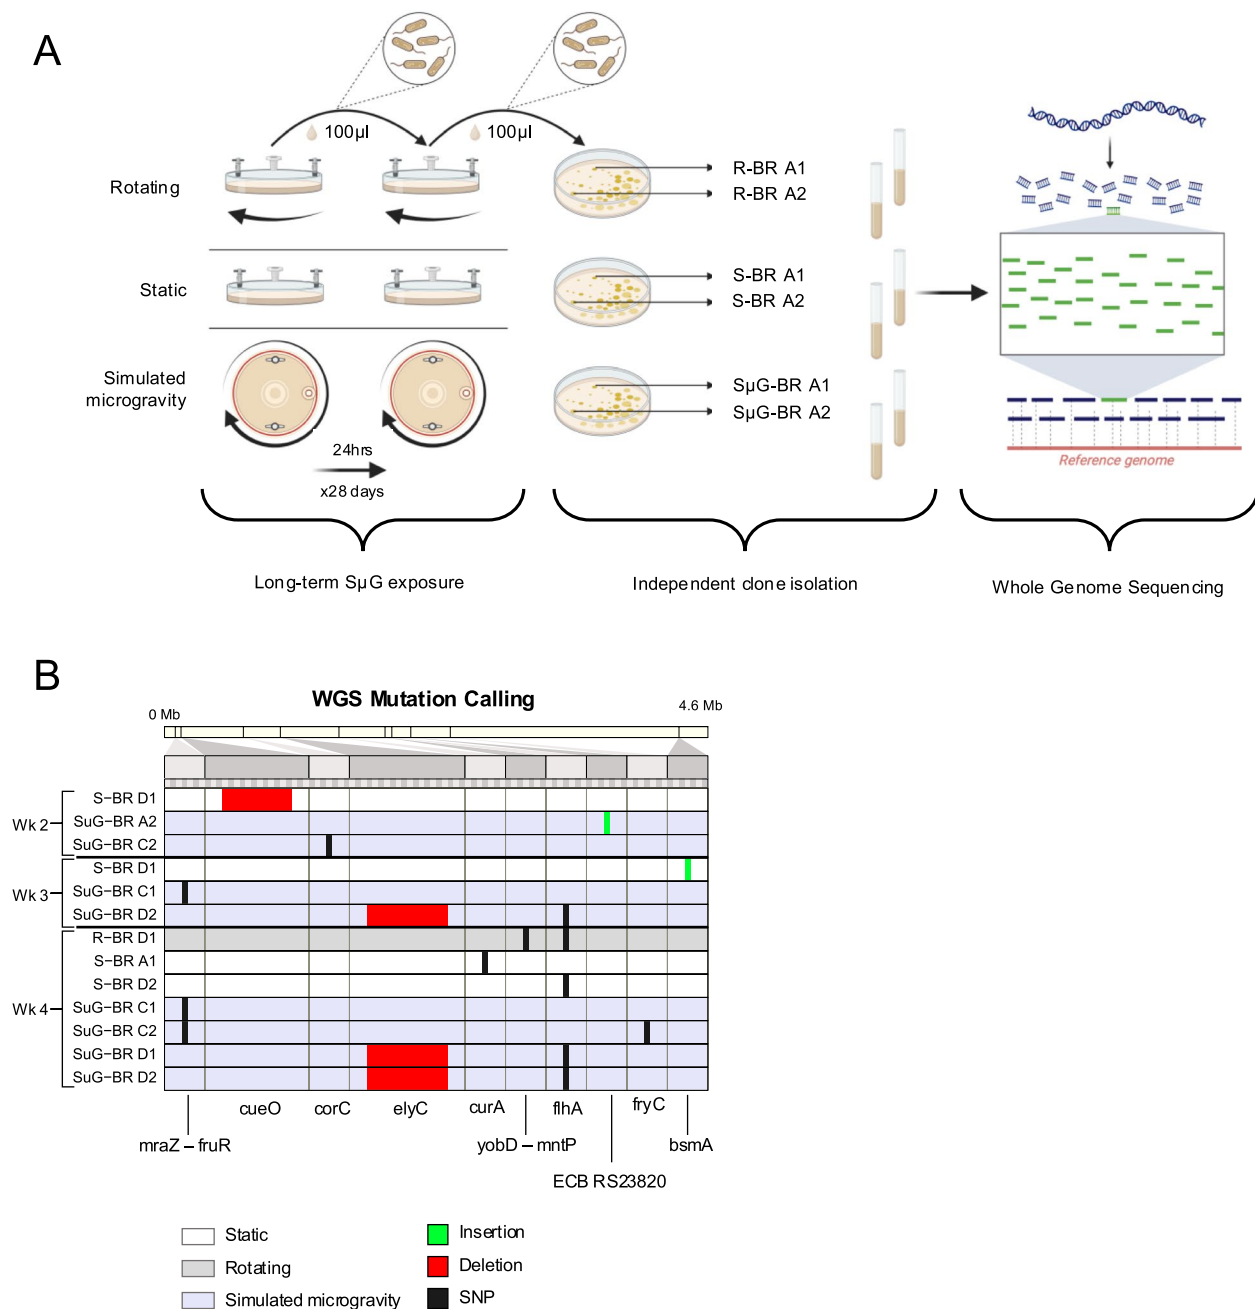 A
100µl
100µl
Rotating
R-BR A1
R-BR A2
Static
S-BR A1
S-BR A2
Simulated
microgravity
SµG-BR A1
SµG-BR A2
24hrs
x28 days
Reference genome
Long-term SµG exposure
Independent clone isolation
Whole Genome Sequencing
B
WGS Mutation Calling
0 Mb
4.6 Mb
Wk 2
S−BR D1
SuG−BR A2
SuG−BR C2
Wk 3
S−BR D1
SuG−BR C1
SuG−BR D2
Wk 4
R−BR D1
S−BR A1
S−BR D2
SuG−BR C1
SuG−BR C2
SuG−BR D1
SuG−BR D2
cueO
corC
elyC
curA
flhA
fryC
mraZ – fruR
yobD – mntP
bsmA
ECB RS23820
Static
Rotating
Simulated microgravity
Insertion
Deletion
SNP